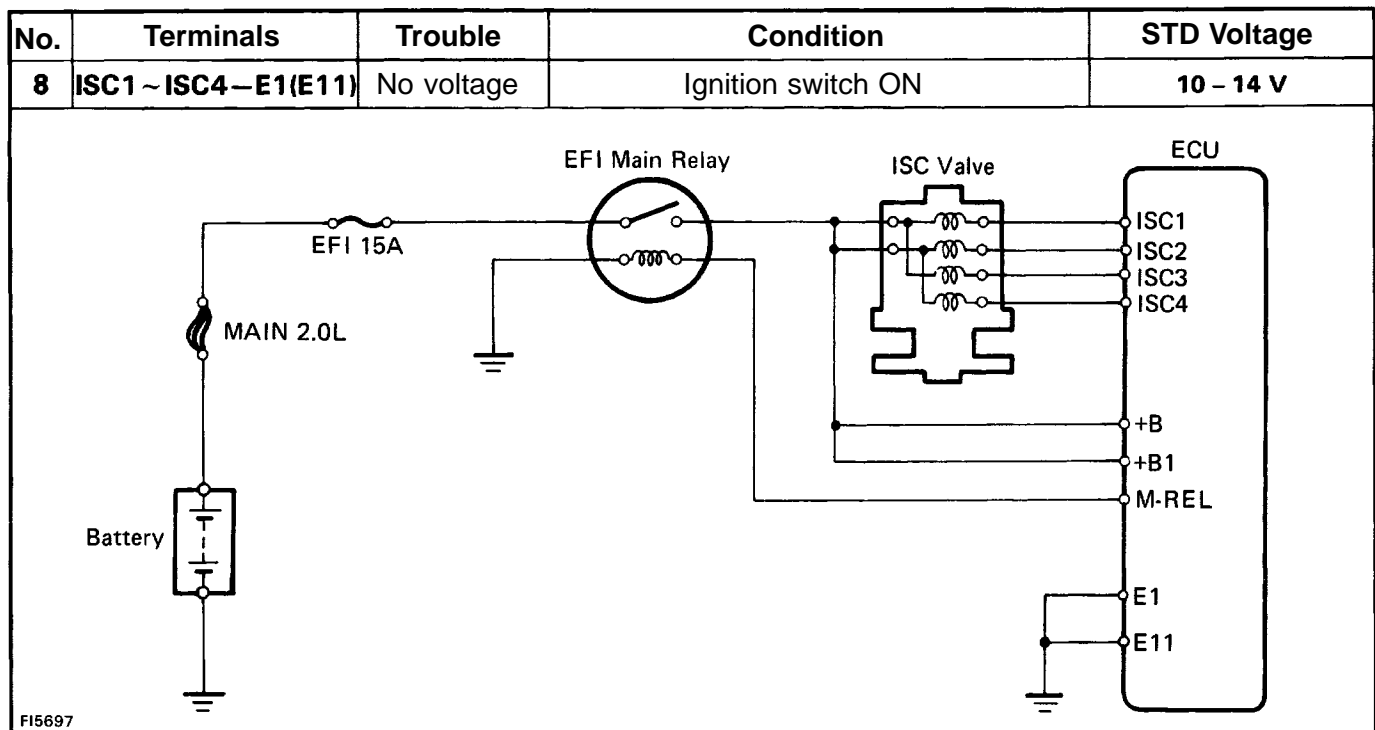 No. Terminals Trouble Condition STD Voltage
8 ISC1~ISC4—E1(E11) No voltage Ignition switch ON 10 – 14 V
EFI Main Relay
ISC Valve
ECU
EFI 15A
ISC1
ISC2
ISC3
ISC4
MAIN 2.0L
+B
+B1
M-REL
Battery
E1
E11
FI5697